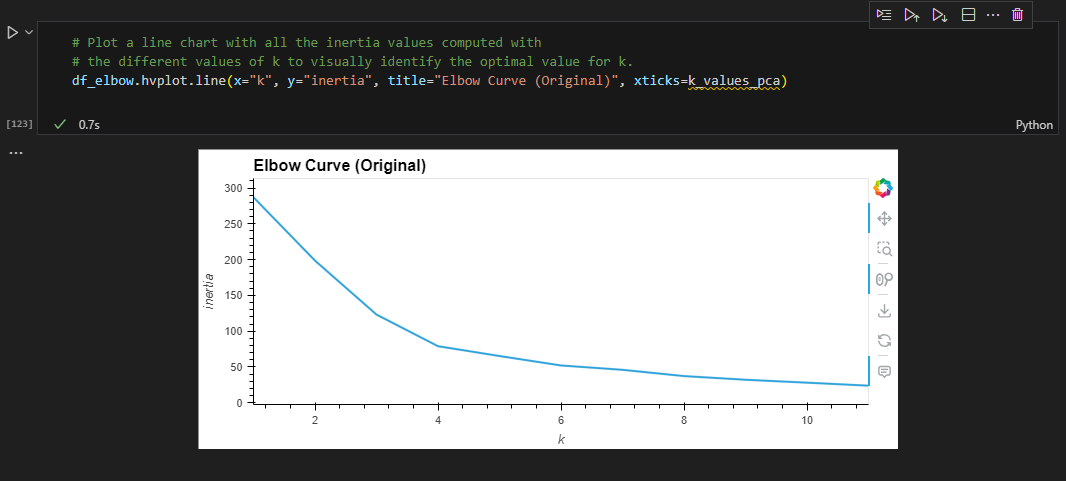 # Plot a line chart with all the inertia values computed with
# the different values of k to visually identify the optimal value for k.
df_elbow.hvplot.line(x="k", y="inertia", title="Elbow Curve (Original)", xticks=k_values_pca)
[123]
0.7s
Python
...
Elbow Curve (Original)
300
250
200
150
100
50
0
inertia
2
4
6
8
10
k